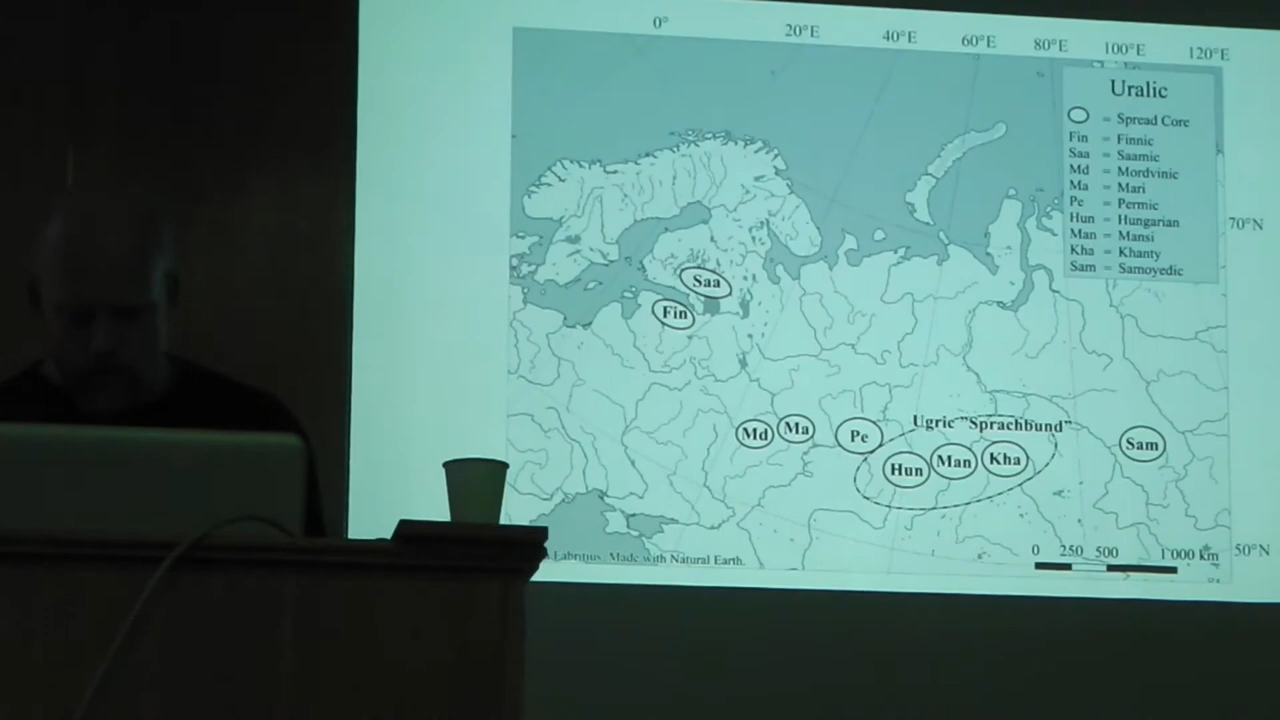 0° 20°E 40°E 60°E 80°E 100°E 120°E
Uralic
= Spread Core
Fin = Finnic
Saa = Saamic
Md = Mordvinic
Ma = Mari
Pe = Permic
Hun = Hungarian
Man = Mansi
Kha = Khanty
Sam = Samoyedic
70°N
Saa
Fin
Ugric "Sprachbund"
Md Ma Pe Hun Man Kha Sam
0 250 500 1 000 km
50°N
Fabritius. Made with Natural Earth.